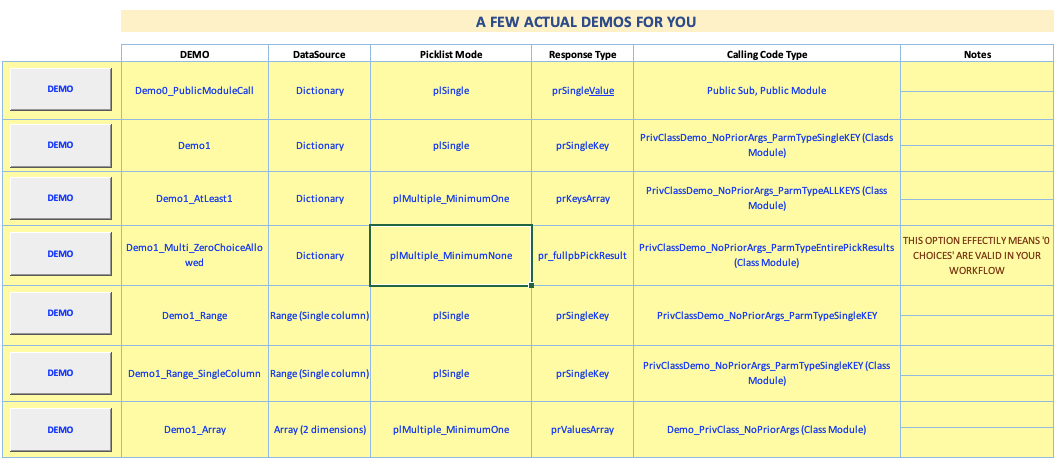 A FEW ACTUAL DEMOS FOR YOU
DEMO DataSource Picklist Mode Response Type Calling Code Type Notes
DEMO Demo0_PublicModuleCall Dictionary plSingle prSingleValue Public Sub, Public Module
DEMO Demo1 Dictionary plSingle prSingleKey PrivClassDemo_NoPriorArgs_ParmTypeSingleKEY (Clasds
Module)
DEMO Demo1_AtLeast1 Dictionary plMultiple_MinimumOne prKeysArray PrivClassDemo_NoPriorArgs_ParmTypeALLKEYS (Class
Module)
DEMO Demo1_Multi_ZeroChoiceAllo
wed Dictionary plMultiple_MinimumNone pr_fullpbPickResult PrivClassDemo_NoPriorArgs_ParmTypeEntirePickResults
(Class Module)
THIS OPTION EFFECTILY MEANS '0
CHOICES' ARE VALID IN YOUR
WORKFLOW
DEMO Demo1_Range Range (Single column) plSingle prSingleKey PrivClassDemo_NoPriorArgs_ParmTypeSingleKEY
DEMO Demo1_Range_SingleColumn Range (Single column) plSingle prSingleKey PrivClassDemo_NoPriorArgs_ParmTypeSingleKEY (Class
Module)
DEMO Demo1_Array Array (2 dimensions) plMultiple_MinimumOne prValuesArray Demo_PrivClass_NoPriorArgs (Class Module)